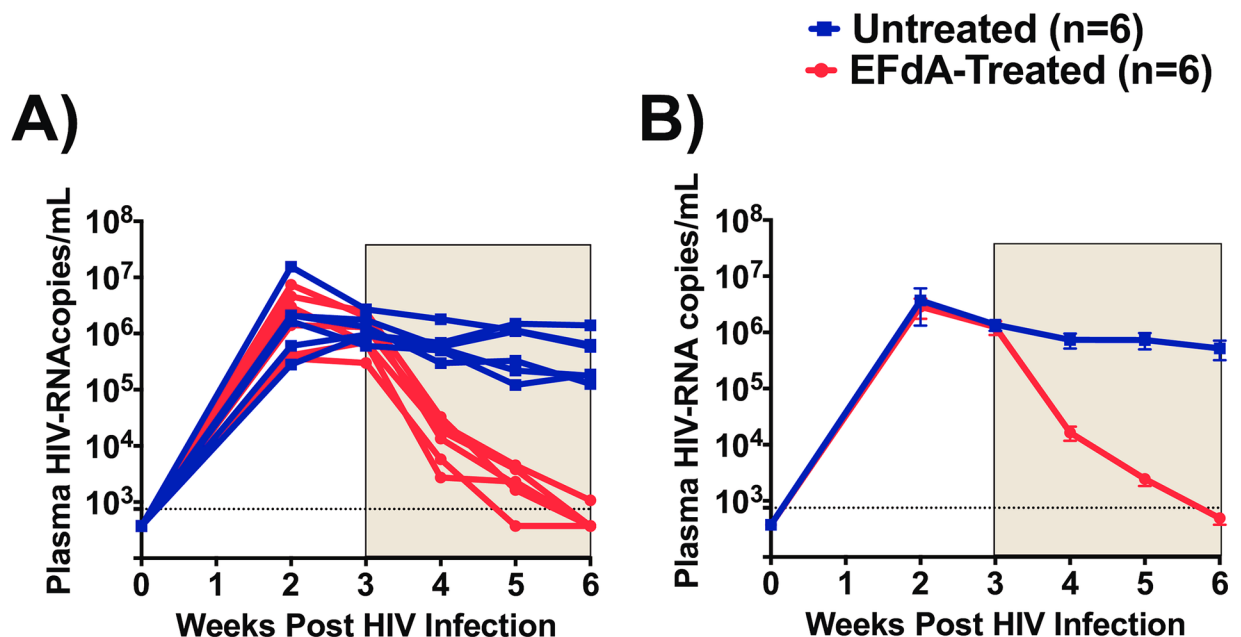 Untreated (n=6)
EFdA-Treated (n=6)
A)
Plasma HIV-RNAcopies/mL
10⁸
10⁷
10⁶
10⁵
10⁴
10³
0 1 2 3 4 5 6
Weeks Post HIV Infection
B)
Plasma HIV-RNA copies/mL
10⁸
10⁷
10⁶
10⁵
10⁴
10³
0 1 2 3 4 5 6
Weeks Post HIV Infection